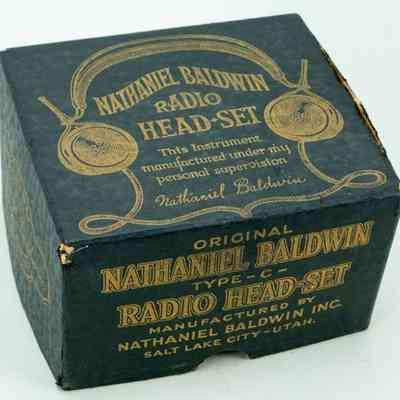 NATHANIEL BALDWIN
RADIO
HEAD-SET
This Instrument
manufactured under my
personal supervision
Nathaniel Baldwin
ORIGINAL
NATHANIEL BALDWIN
TYPE-C-
RADIO HEAD-SET
MANUFACTURED BY
NATHANIEL BALDWIN INC.
SALT LAKE CITY-UTAH.